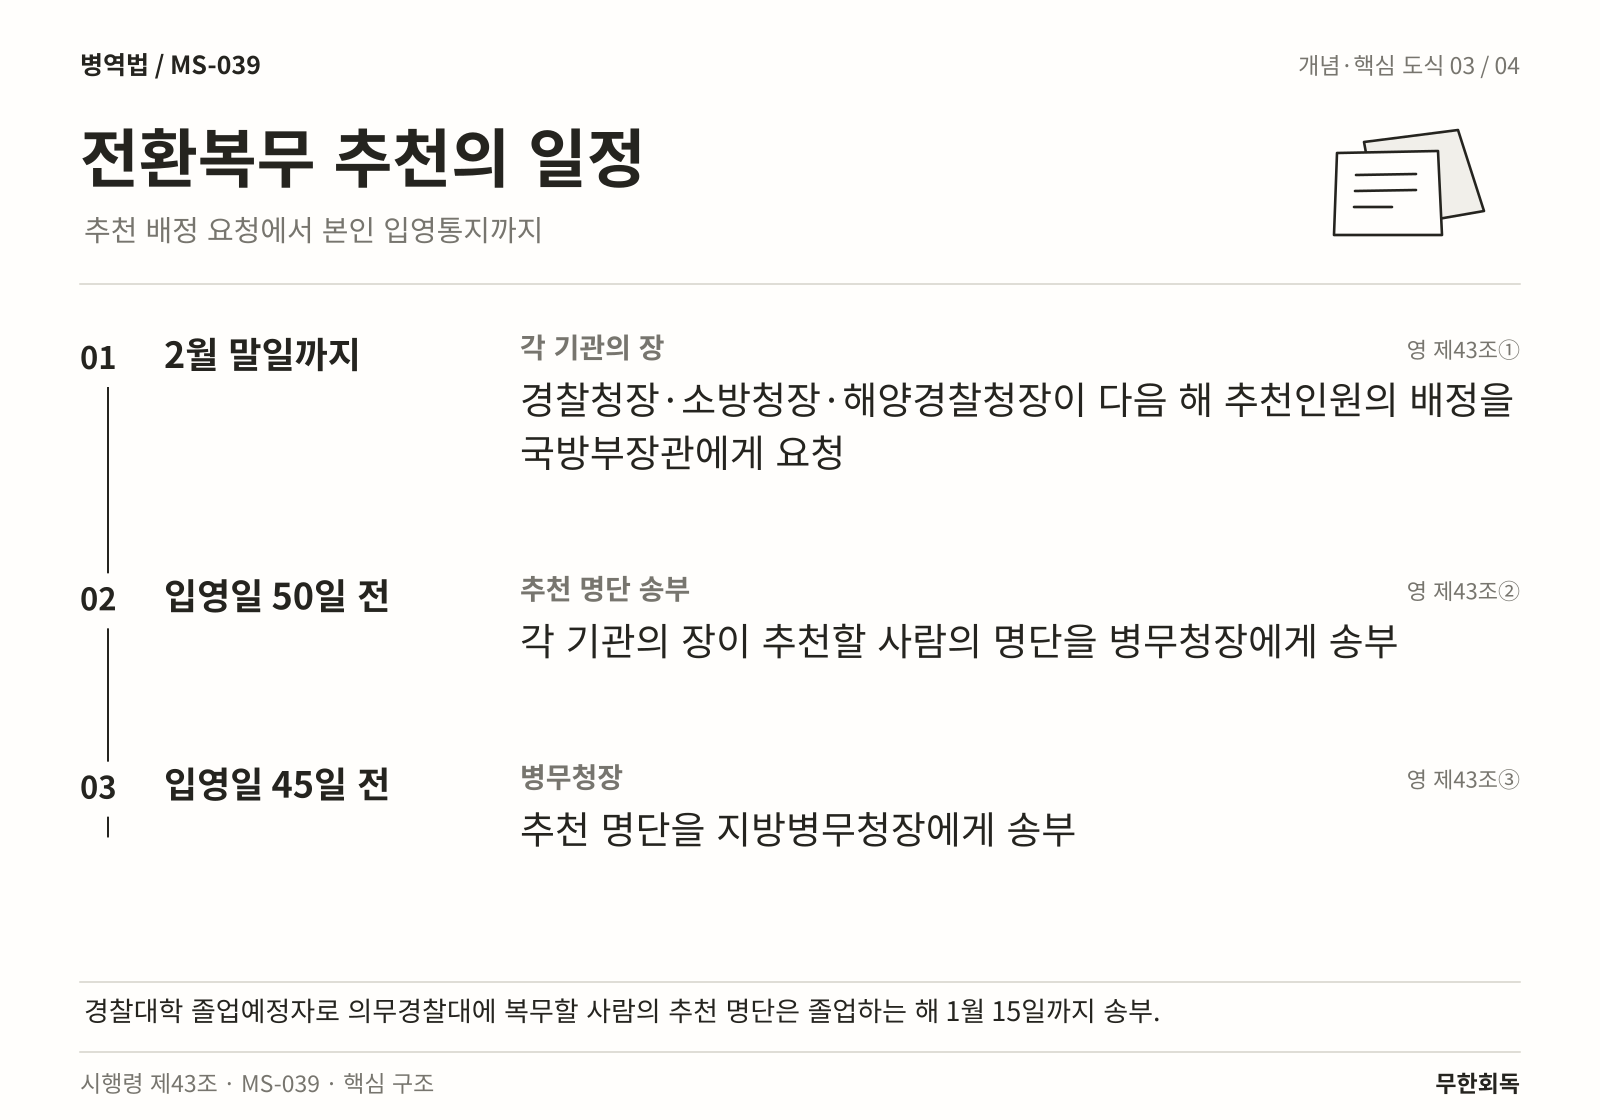 병역법 / MS-039
개념·핵심 도식 03 / 04
전환복무 추천의 일정
추천 배정 요청에서 본인 입영통지까지
01
2월 말일까지
각 기관의 장
영 제43조①
경찰청장·소방청장·해양경찰청장이 다음 해 추천인원의 배정을
국방부장관에게 요청
02
입영일 50일 전
추천 명단 송부
영 제43조②
각 기관의 장이 추천할 사람의 명단을 병무청장에게 송부
03
입영일 45일 전
병무청장
영 제43조③
추천 명단을 지방병무청장에게 송부
경찰대학 졸업예정자로 의무경찰대에 복무할 사람의 추천 명단은 졸업하는 해 1월 15일까지 송부.
시행령 제43조 · MS-039 · 핵심 구조
무한회독